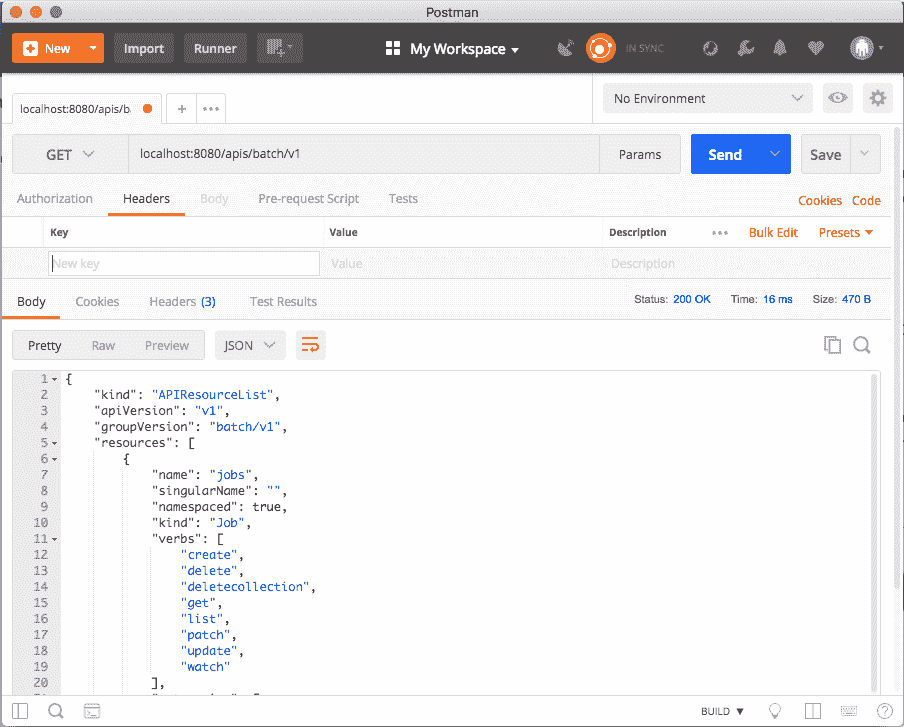 Postman
New Import Runner My Workspace IN SYNC
localhost:8080/apis/b No Environment
GET localhost:8080/apis/batch/v1 Params Send Save
Authorization Headers Body Pre-request Script Tests Cookies Code
Key Value Description Bulk Edit Presets
New key Value Description
Body Cookies Headers (3) Test Results Status: 200 OK Time: 16 ms Size: 470 B
Pretty Raw Preview JSON
1 {
2 "kind": "APIResourceList",
3 "apiVersion": "v1",
4 "groupVersion": "batch/v1",
5 "resources": [
6 {
7 "name": "jobs",
8 "singularName": "",
9 "namespaced": true,
10 "kind": "Job",
11 "verbs": [
12 "create",
13 "delete",
14 "deletecollection",
15 "get",
16 "list",
17 "patch",
18 "update",
19 "watch"
20 ],
BUILD